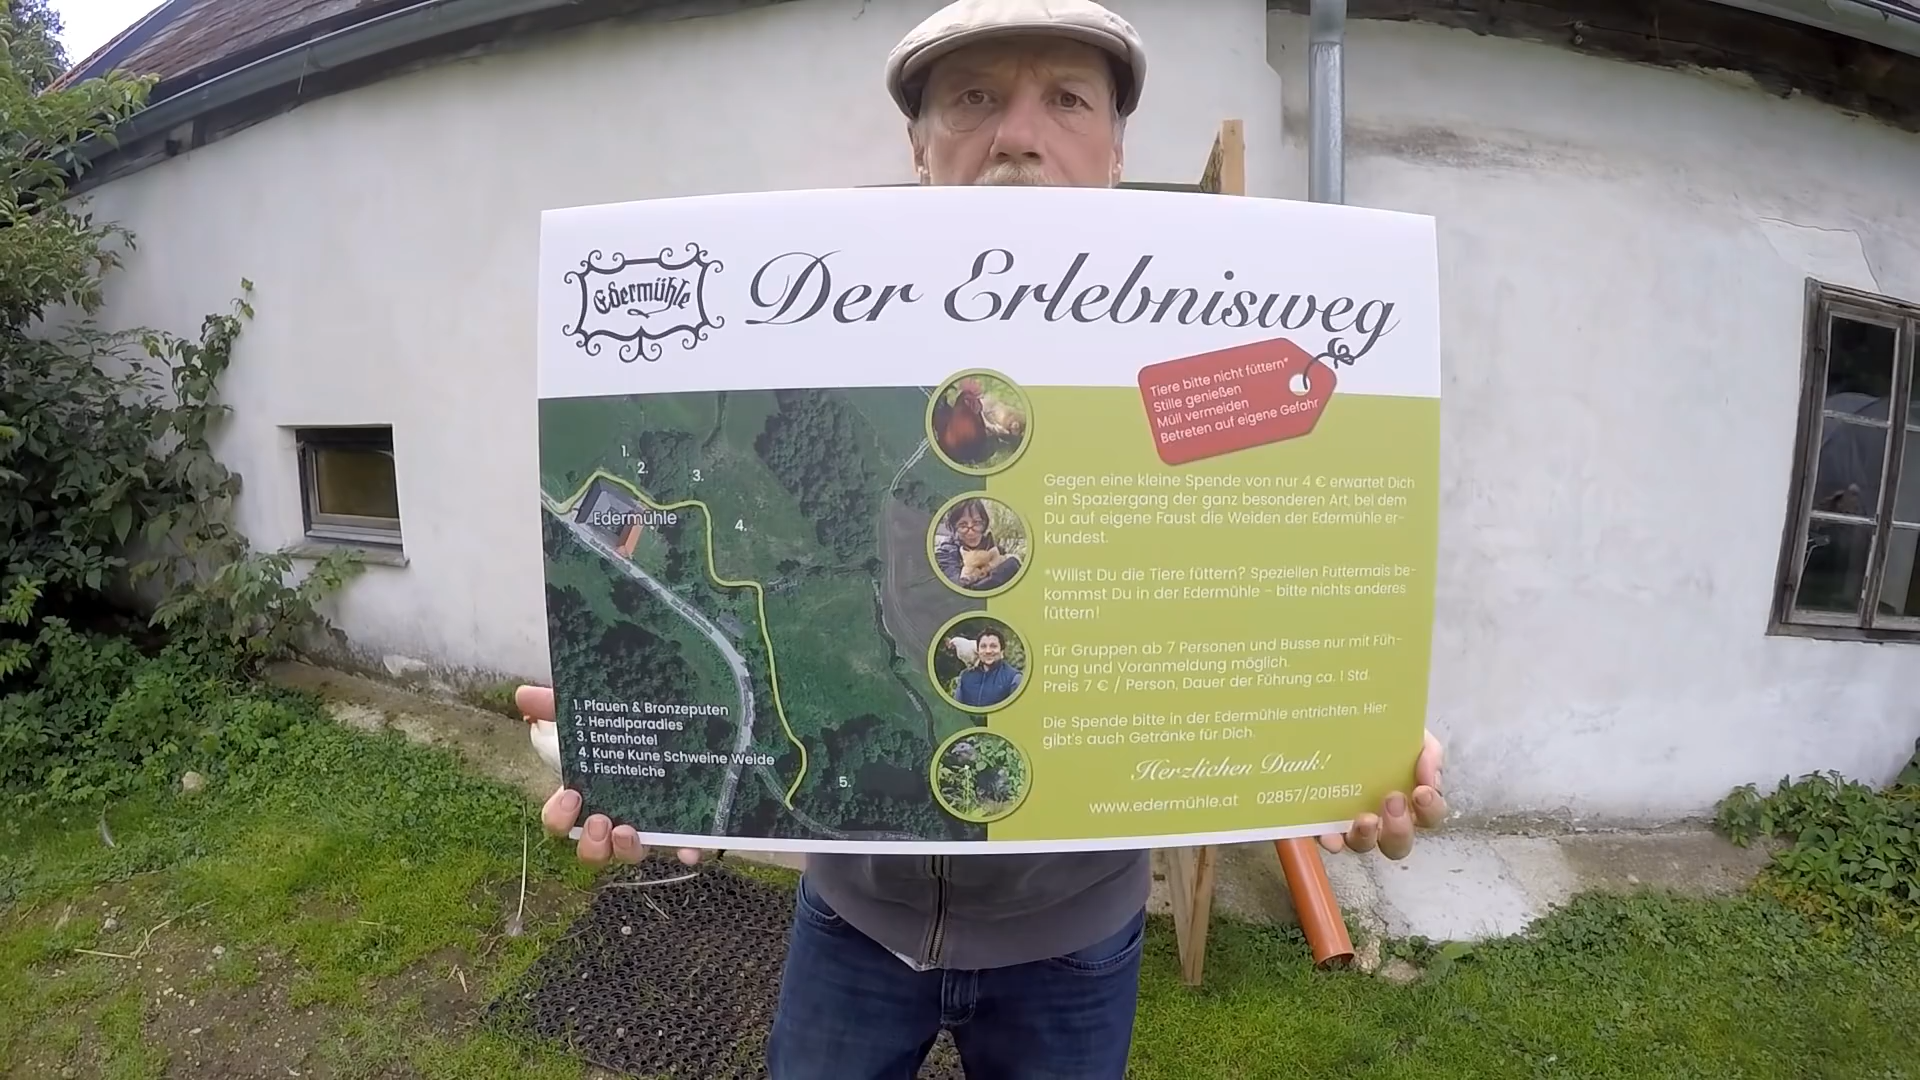 Edermühle
Der Erlebnisweg
Tiere bitte nicht füttern*
Stille genießen
Müll vermeiden
Betreten auf eigene Gefahr
1.
2.
3.
4.
Edermühle
5.
1. Pfauen & Bronzeputen
2. Hendlparadies
3. Entenhotel
4. Kune Kune Schweine Weide
5. Fischteiche
Gegen eine kleine Spende von nur 4 € erwartet Dich
ein Spaziergang der ganz besonderen Art, bei dem
Du auf eigene Faust die Weiden der Edermühle er-
kundest.
*Willst Du die Tiere füttern? Speziellen Futtermais be-
kommst Du in der Edermühle – bitte nichts anderes
füttern!
Für Gruppen ab 7 Personen und Busse nur mit Füh-
rung und Voranmeldung möglich.
Preis 7 € / Person, Dauer der Führung ca. 1 Std.
Die Spende bitte in der Edermühle entrichten. Hier
gibt's auch Getränke für Dich.
Herzlichen Dank!
www.edermühle.at 02857/2015512